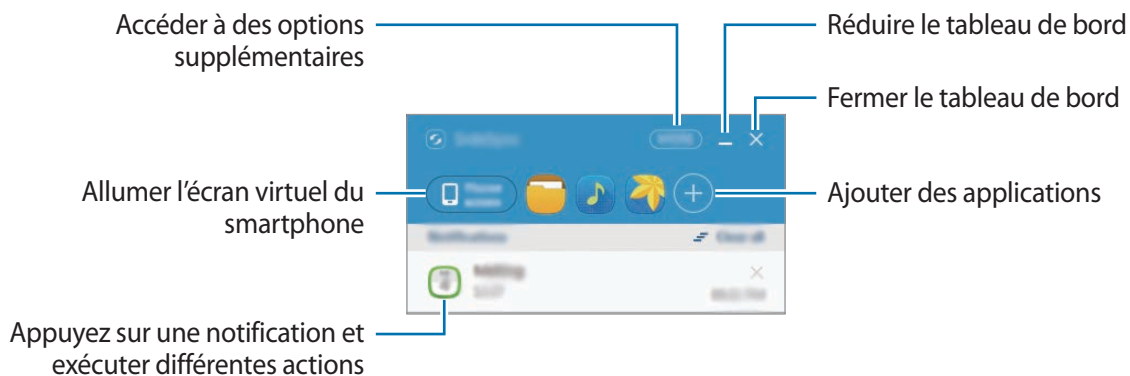 Accéder à des options
supplémentaires
Réduire le tableau de bord
Fermer le tableau de bord
Allumer l'écran virtuel du
smartphone
Ajouter des applications
Appuyez sur une notification et
exécuter différentes actions